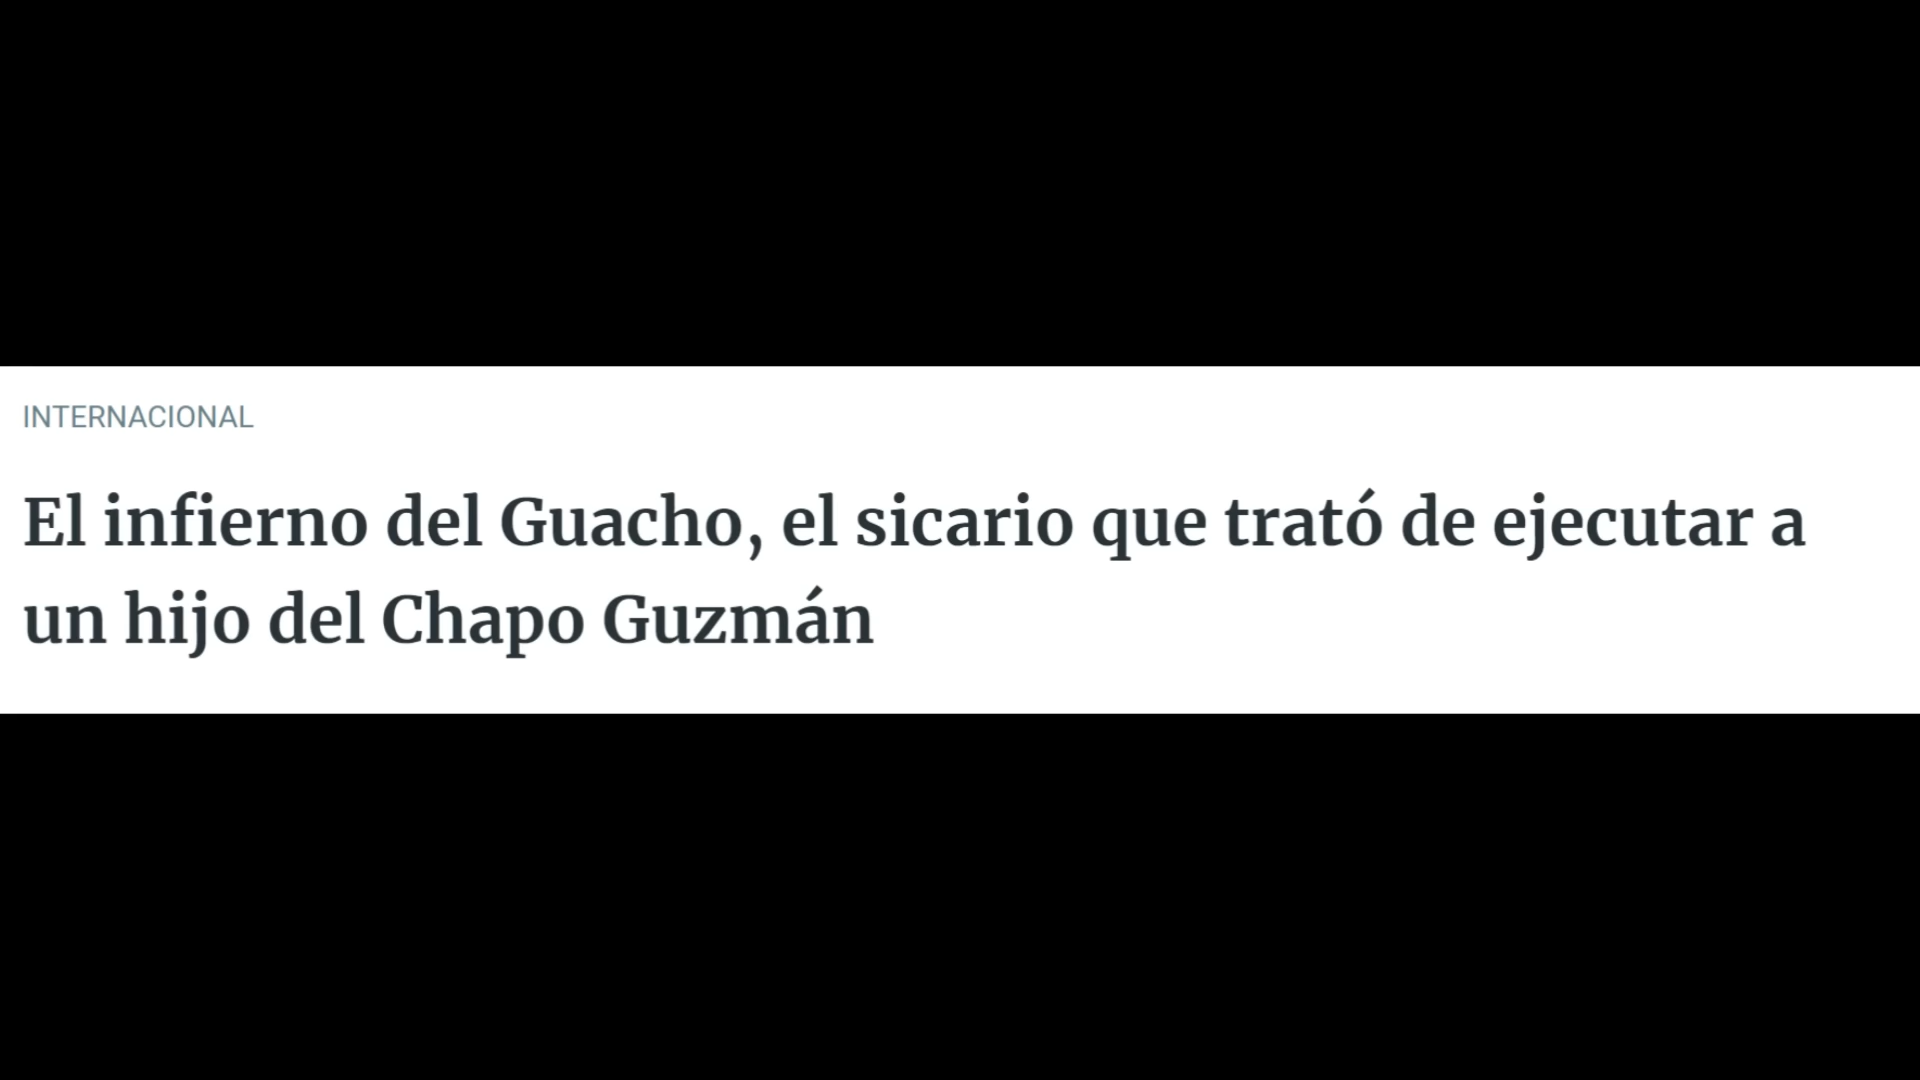 INTERNACIONAL
El infierno del Guacho, el sicario que trató de ejecutar a
un hijo del Chapo Guzmán